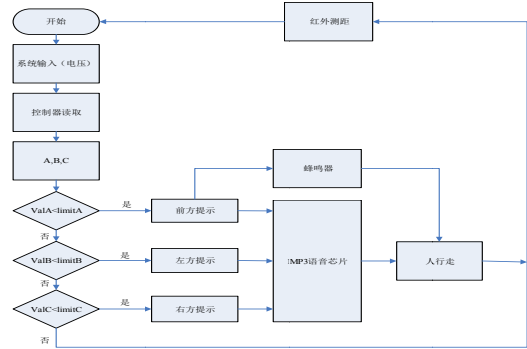 开始
红外测距
系统输入（电压）
控制器读取
A,B,C
蜂鸣器
ValA<limitA
是
前方提示
否
ValB<limitB
是
左方提示
MP3语音芯片
人行走
否
ValC<limitC
是
右方提示
否